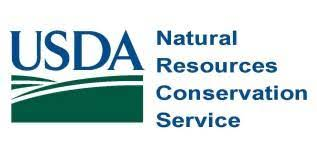 USDA
Natural
Resources
Conservation
Service